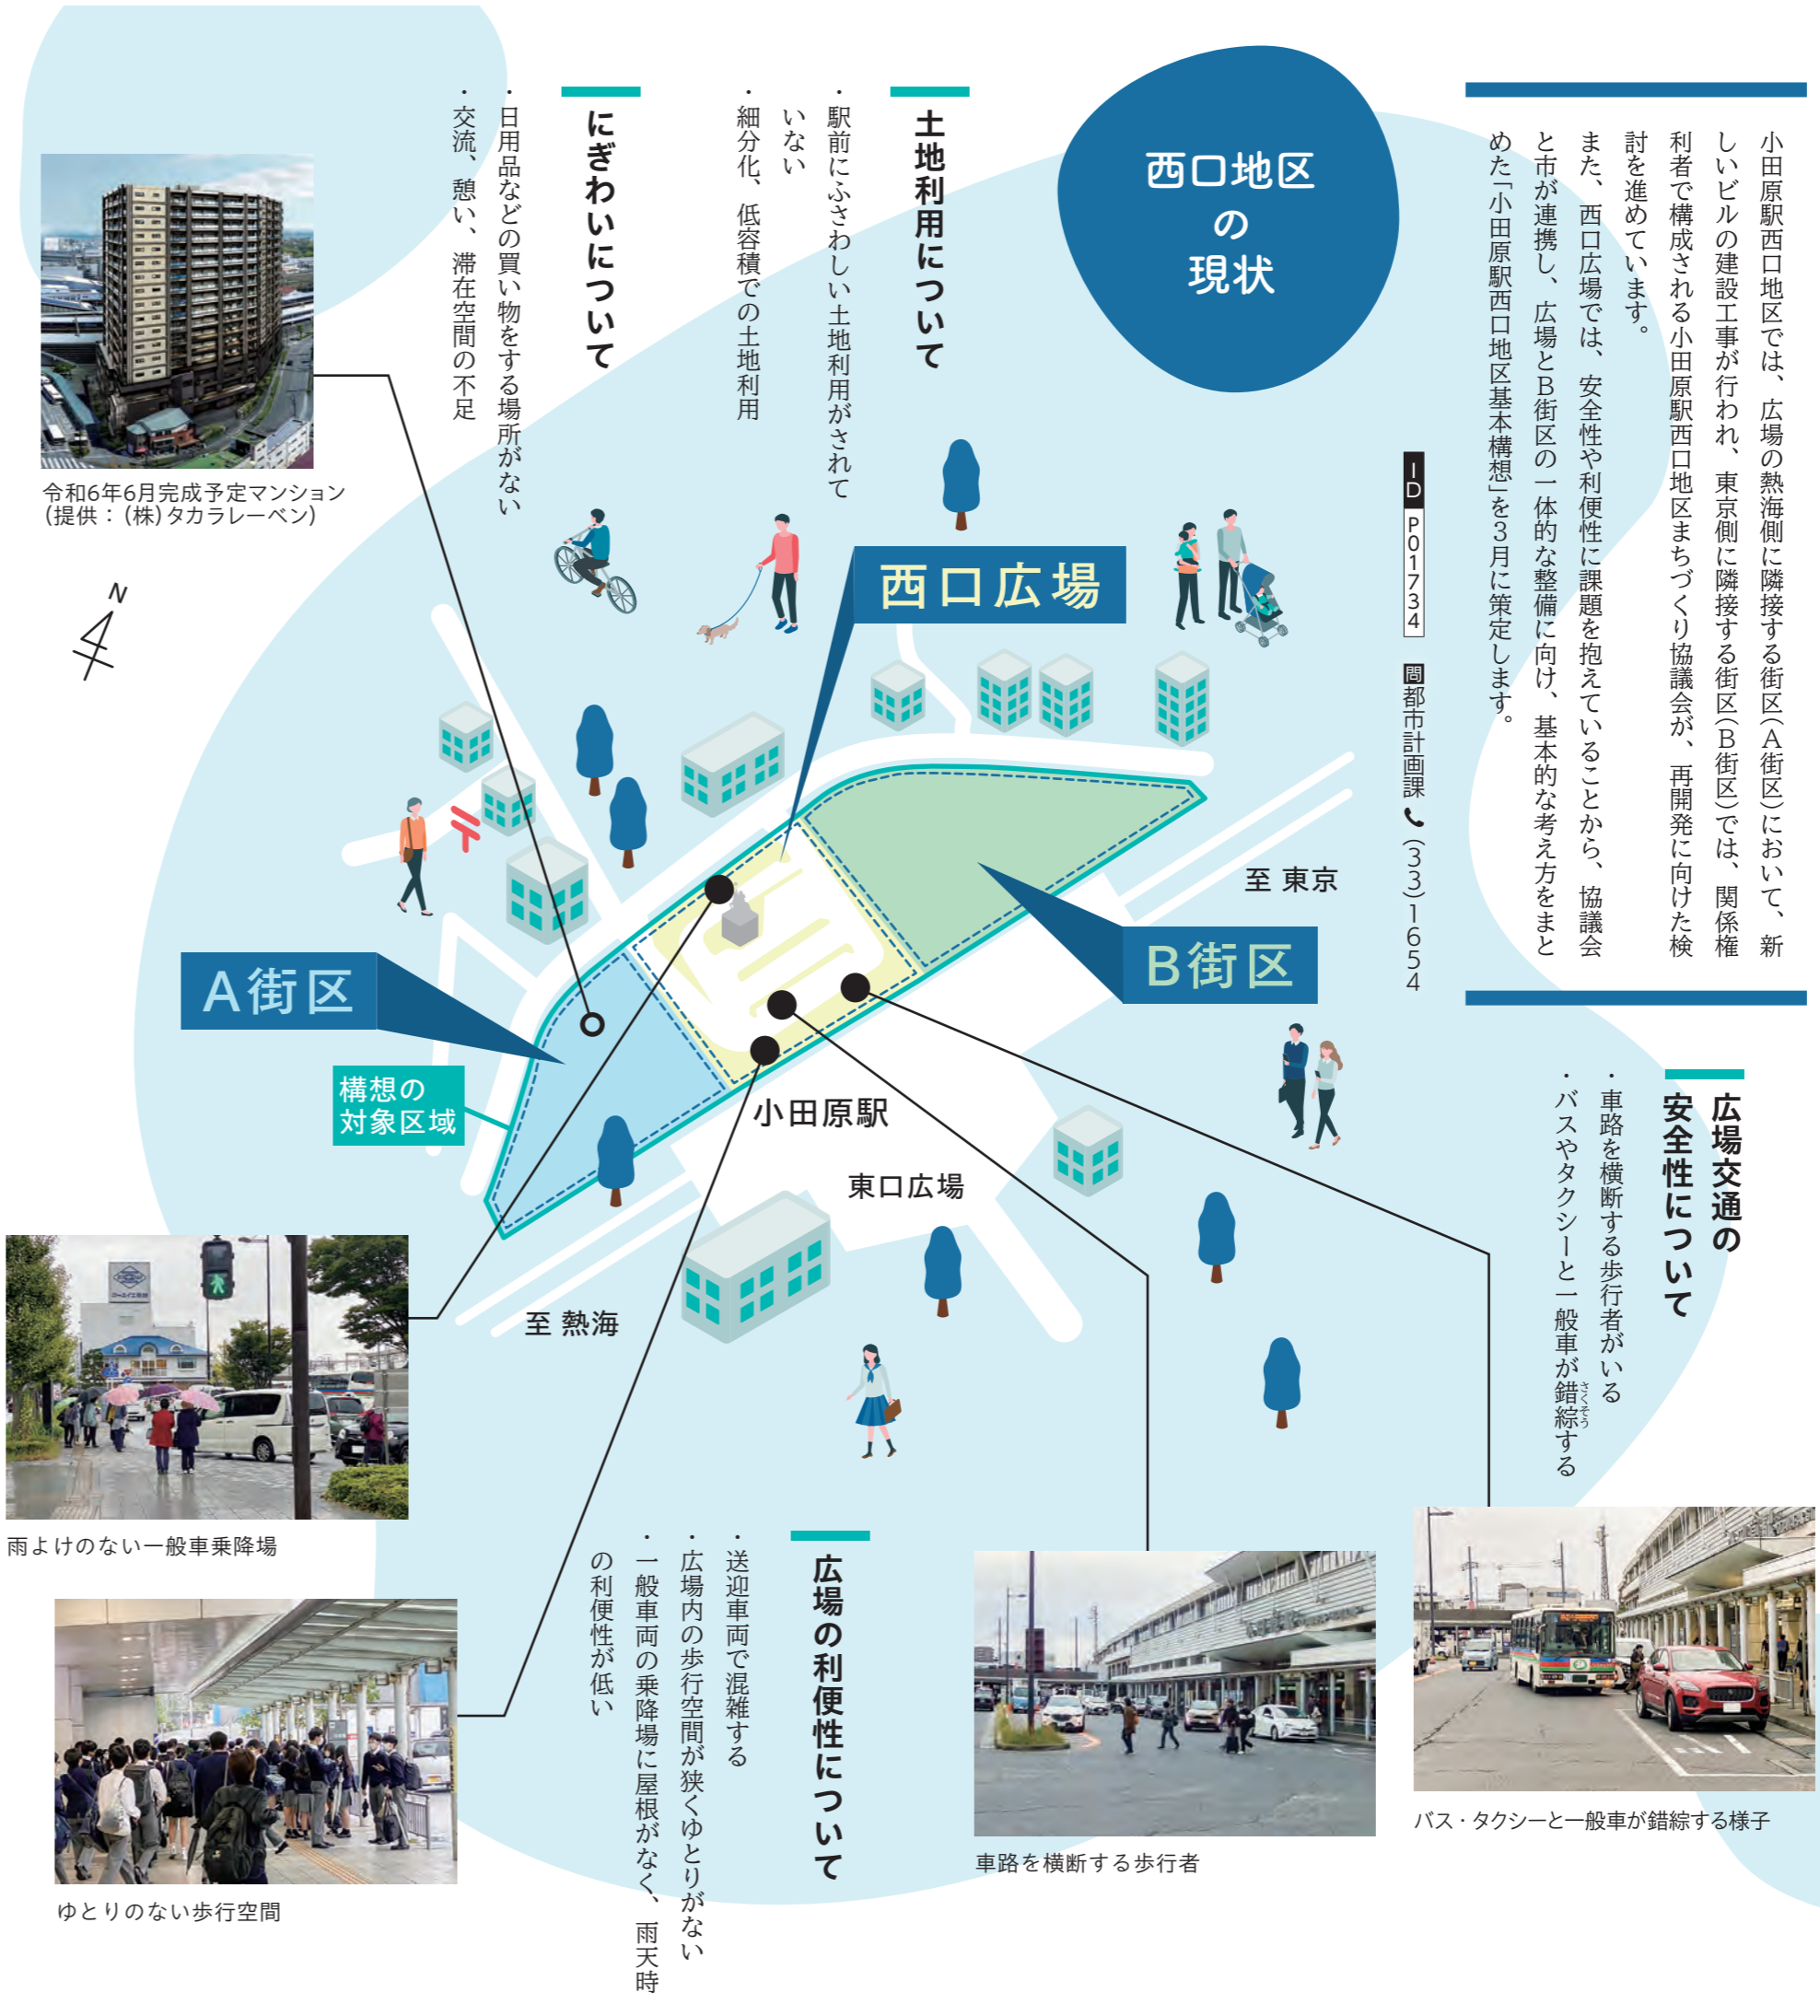 小田原駅西口地区では、広場の熱海側に隣接する街区(A街区)において、新
しいビルの建設工事が行われ、東京側に隣接する街区(B街区)では、関係権
利者で構成される小田原駅西口地区まちづくり協議会が、再開発に向けた検
討を進めています。
また、西口広場では、安全性や利便性に課題を抱えていることから、協議会
と市が連携し、広場とB街区の一体的な整備に向け、基本的な考え方をまと
めた「小田原駅西口地区基本構想」を3月に策定します。
ID P01734 問都市計画課 (33)1654
西口地区
の
現状
土地利用について
・駅前にふさわしい土地利用がされて
いない
・細分化、低容積での土地利用
にぎわいについて
・日用品などの買い物をする場所がない
・交流、憩い、滞在空間の不足
令和6年6月完成予定マンション
(提供:(株)タカラレーベン)
N
西口広場
A街区
B街区
構想の
対象区域
至 東京
小田原駅
東口広場
至 熱海
広場交通の
安全性について
・車路を横断する歩行者がいる
・バスやタクシーと一般車が錯綜する
さくそう
広場の利便性について
・送迎車両で混雑する
・広場内の歩行空間が狭くゆとりがない
・一般車両の乗降場に屋根がなく、雨天時
の利便性が低い
雨よけのない一般車乗降場
ゆとりのない歩行空間
車路を横断する歩行者
バス・タクシーと一般車が錯綜する様子